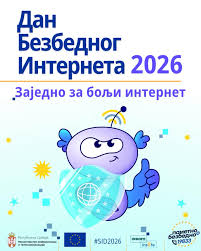 Дан
Безбедног
Интернета 2026
Заједно за бољи интернет
#SID2026